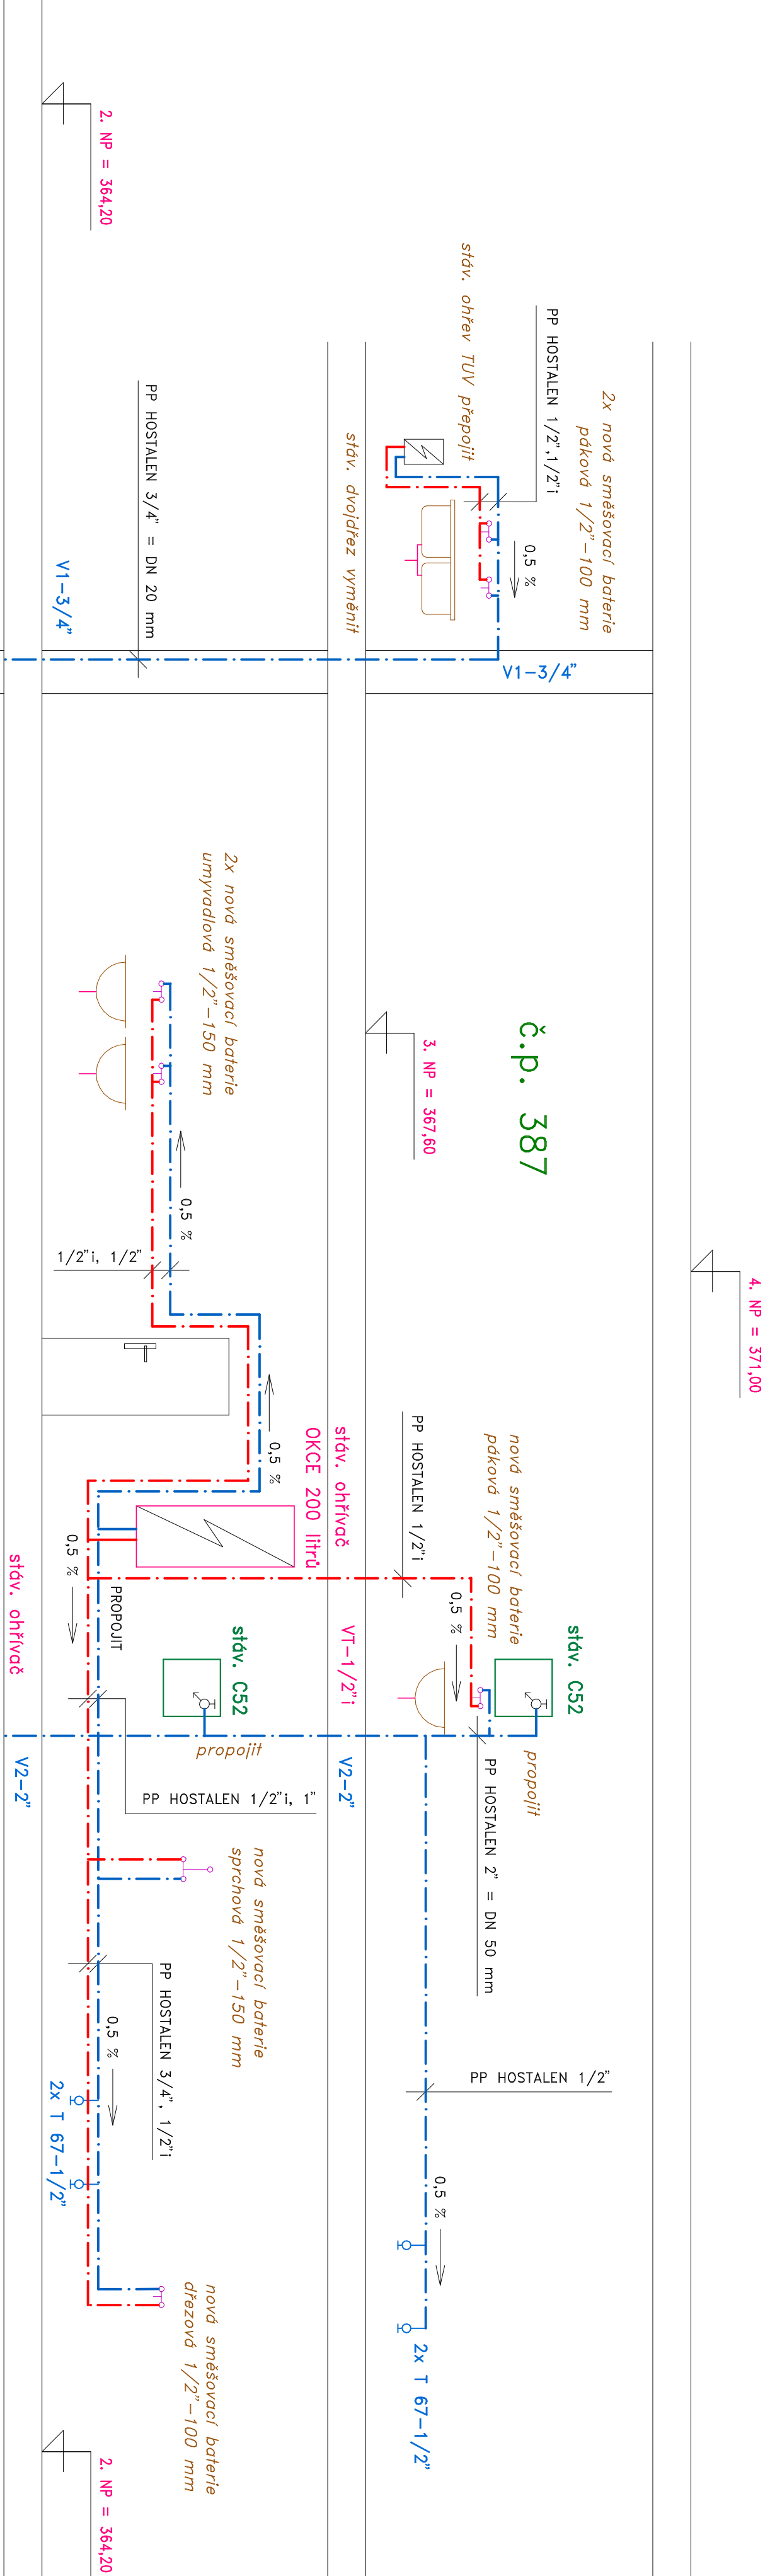 4. NP = 371,00
2x nová směšovací baterie
páková 1/2"-100 mm
PP HOSTALEN 1/2",1/2"i
stáv. ohřev TUV přepojit
0,5 %
stáv. dvojdřez vyměnit
V1-3/4"
č.p. 387
3. NP = 367,60
nová směšovací baterie
páková 1/2"-100 mm
PP HOSTALEN 1/2"i
0,5 %
stáv. C52
propojit
PP HOSTALEN 2" = DN 50 mm
PP HOSTALEN 1/2"
0,5 %
2x T 67-1/2"
stáv. ohřívač
OKCE 200 litrů
VT-1/2"i
V2-2"
2. NP = 364,20
PP HOSTALEN 3/4" = DN 20 mm
V1-3/4"
2x nová směšovací baterie
umyvadlová 1/2"-150 mm
0,5 %
1/2"i, 1/2"
0,5 %
0,5 %
PROPOJIT
stáv. C52
propojit
PP HOSTALEN 1/2"i, 1"
nová směšovací baterie
sprchová 1/2"-150 mm
PP HOSTALEN 3/4", 1/2"i
0,5 %
2x T 67-1/2"
nová směšovací baterie
dřezová 1/2"-100 mm
2. NP = 364,20
stáv. ohřívač
V2-2"